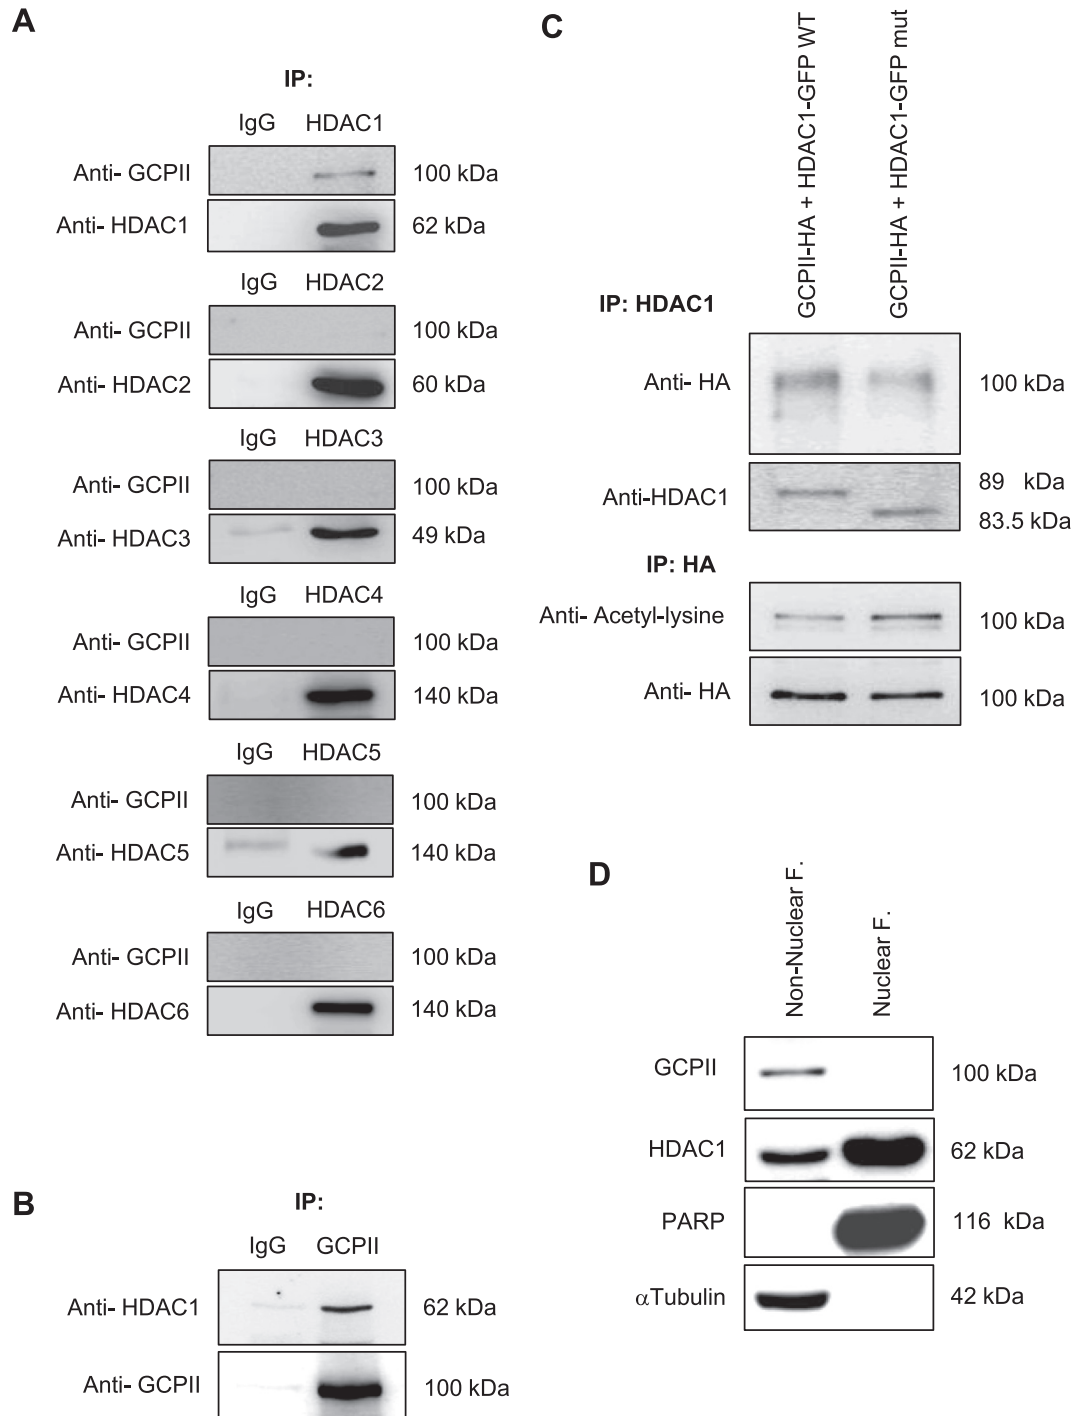 A
IP:
IgG HDAC1
Anti- GCPII 100 kDa
Anti- HDAC1 62 kDa
IgG HDAC2
Anti- GCPII 100 kDa
Anti- HDAC2 60 kDa
IgG HDAC3
Anti- GCPII 100 kDa
Anti- HDAC3 49 kDa
IgG HDAC4
Anti- GCPII 100 kDa
Anti- HDAC4 140 kDa
IgG HDAC5
Anti- GCPII 100 kDa
Anti- HDAC5 140 kDa
IgG HDAC6
Anti- GCPII 100 kDa
Anti- HDAC6 140 kDa
B
IP:
IgG GCPII
Anti- HDAC1 62 kDa
Anti- GCPII 100 kDa
C
GCPII-HA + HDAC1-GFP WT
GCPII-HA + HDAC1-GFP mut
IP: HDAC1
Anti- HA 100 kDa
Anti-HDAC1 89 kDa
83.5 kDa
IP: HA
Anti- Acetyl-lysine 100 kDa
Anti- HA 100 kDa
D
Non-Nuclear F.
Nuclear F.
GCPII 100 kDa
HDAC1 62 kDa
PARP 116 kDa
αTubulin 42 kDa